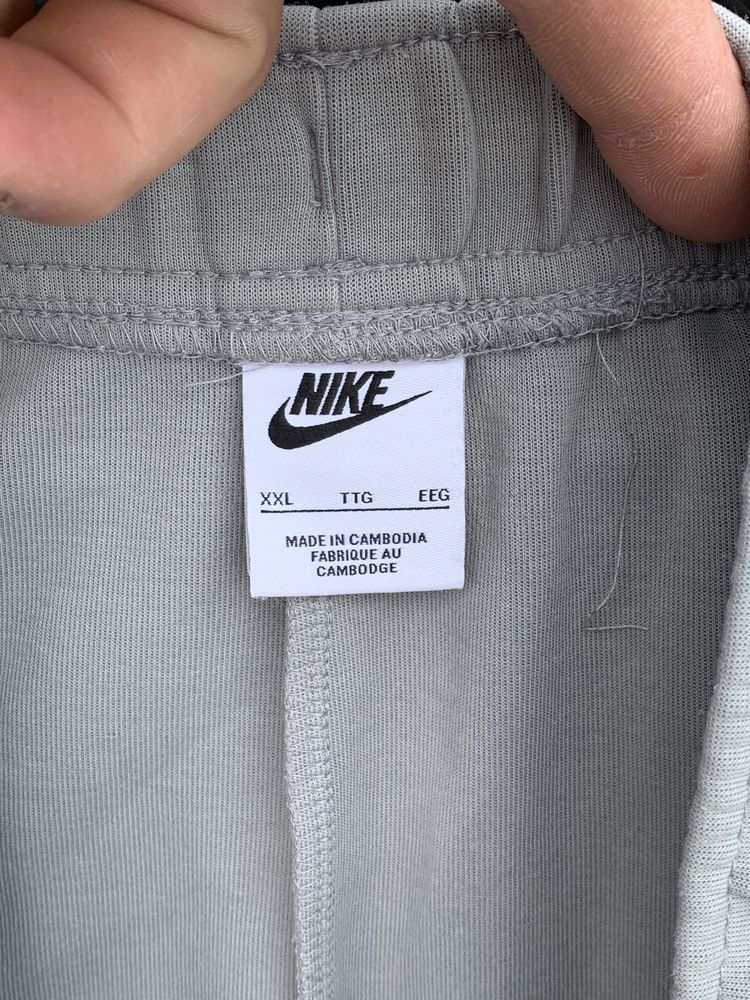 NIKE
XXL TTG EEG
MADE IN CAMBODIA
FABRIQUE AU
CAMBODGE